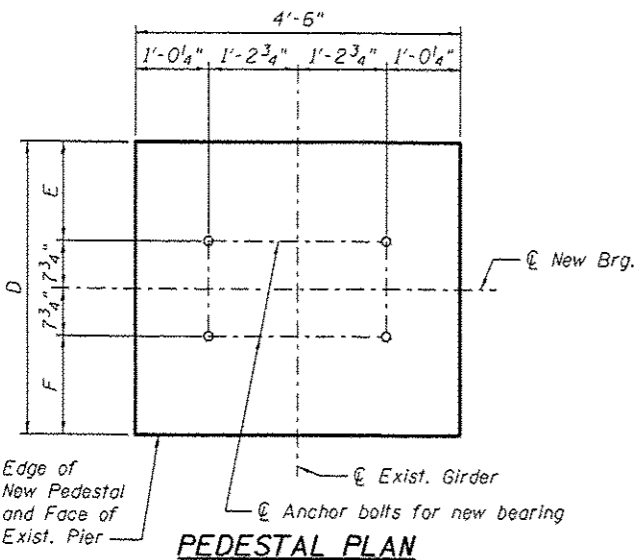 4'-6"
1'-0¼" 1'-2¾" 1'-2¾" 1'-0¼"
E
7¾"
D
7¾"
F
℄ New Brg.
Edge of
New Pedestal
and Face of
Exist. Pier
℄ Exist. Girder
℄ Anchor bolts for new bearing
PEDESTAL PLAN